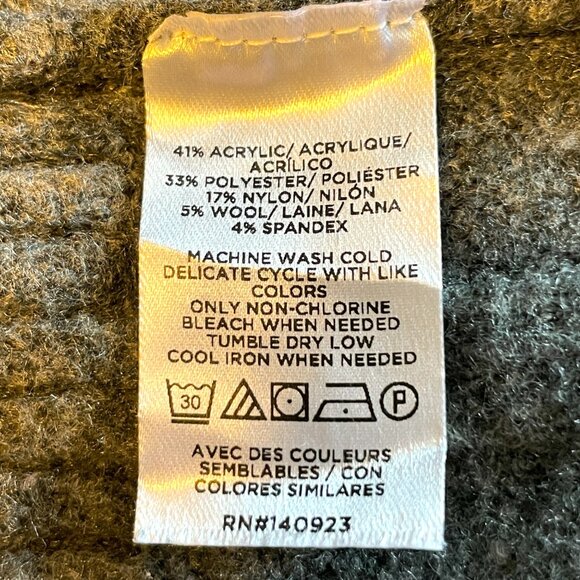 41% ACRYLIC/ ACRYLIQUE/
ACRÍLICO
33% POLYESTER/ POLIÉSTER
17% NYLON/ NILÓN
5% WOOL/ LAINE/ LANA
4% SPANDEX
MACHINE WASH COLD
DELICATE CYCLE WITH LIKE
COLORS
ONLY NON-CHLORINE
BLEACH WHEN NEEDED
TUMBLE DRY LOW
COOL IRON WHEN NEEDED
30 P
AVEC DES COULEURS
SEMBLABLES / CON
COLORES SIMILARES
RN#140923